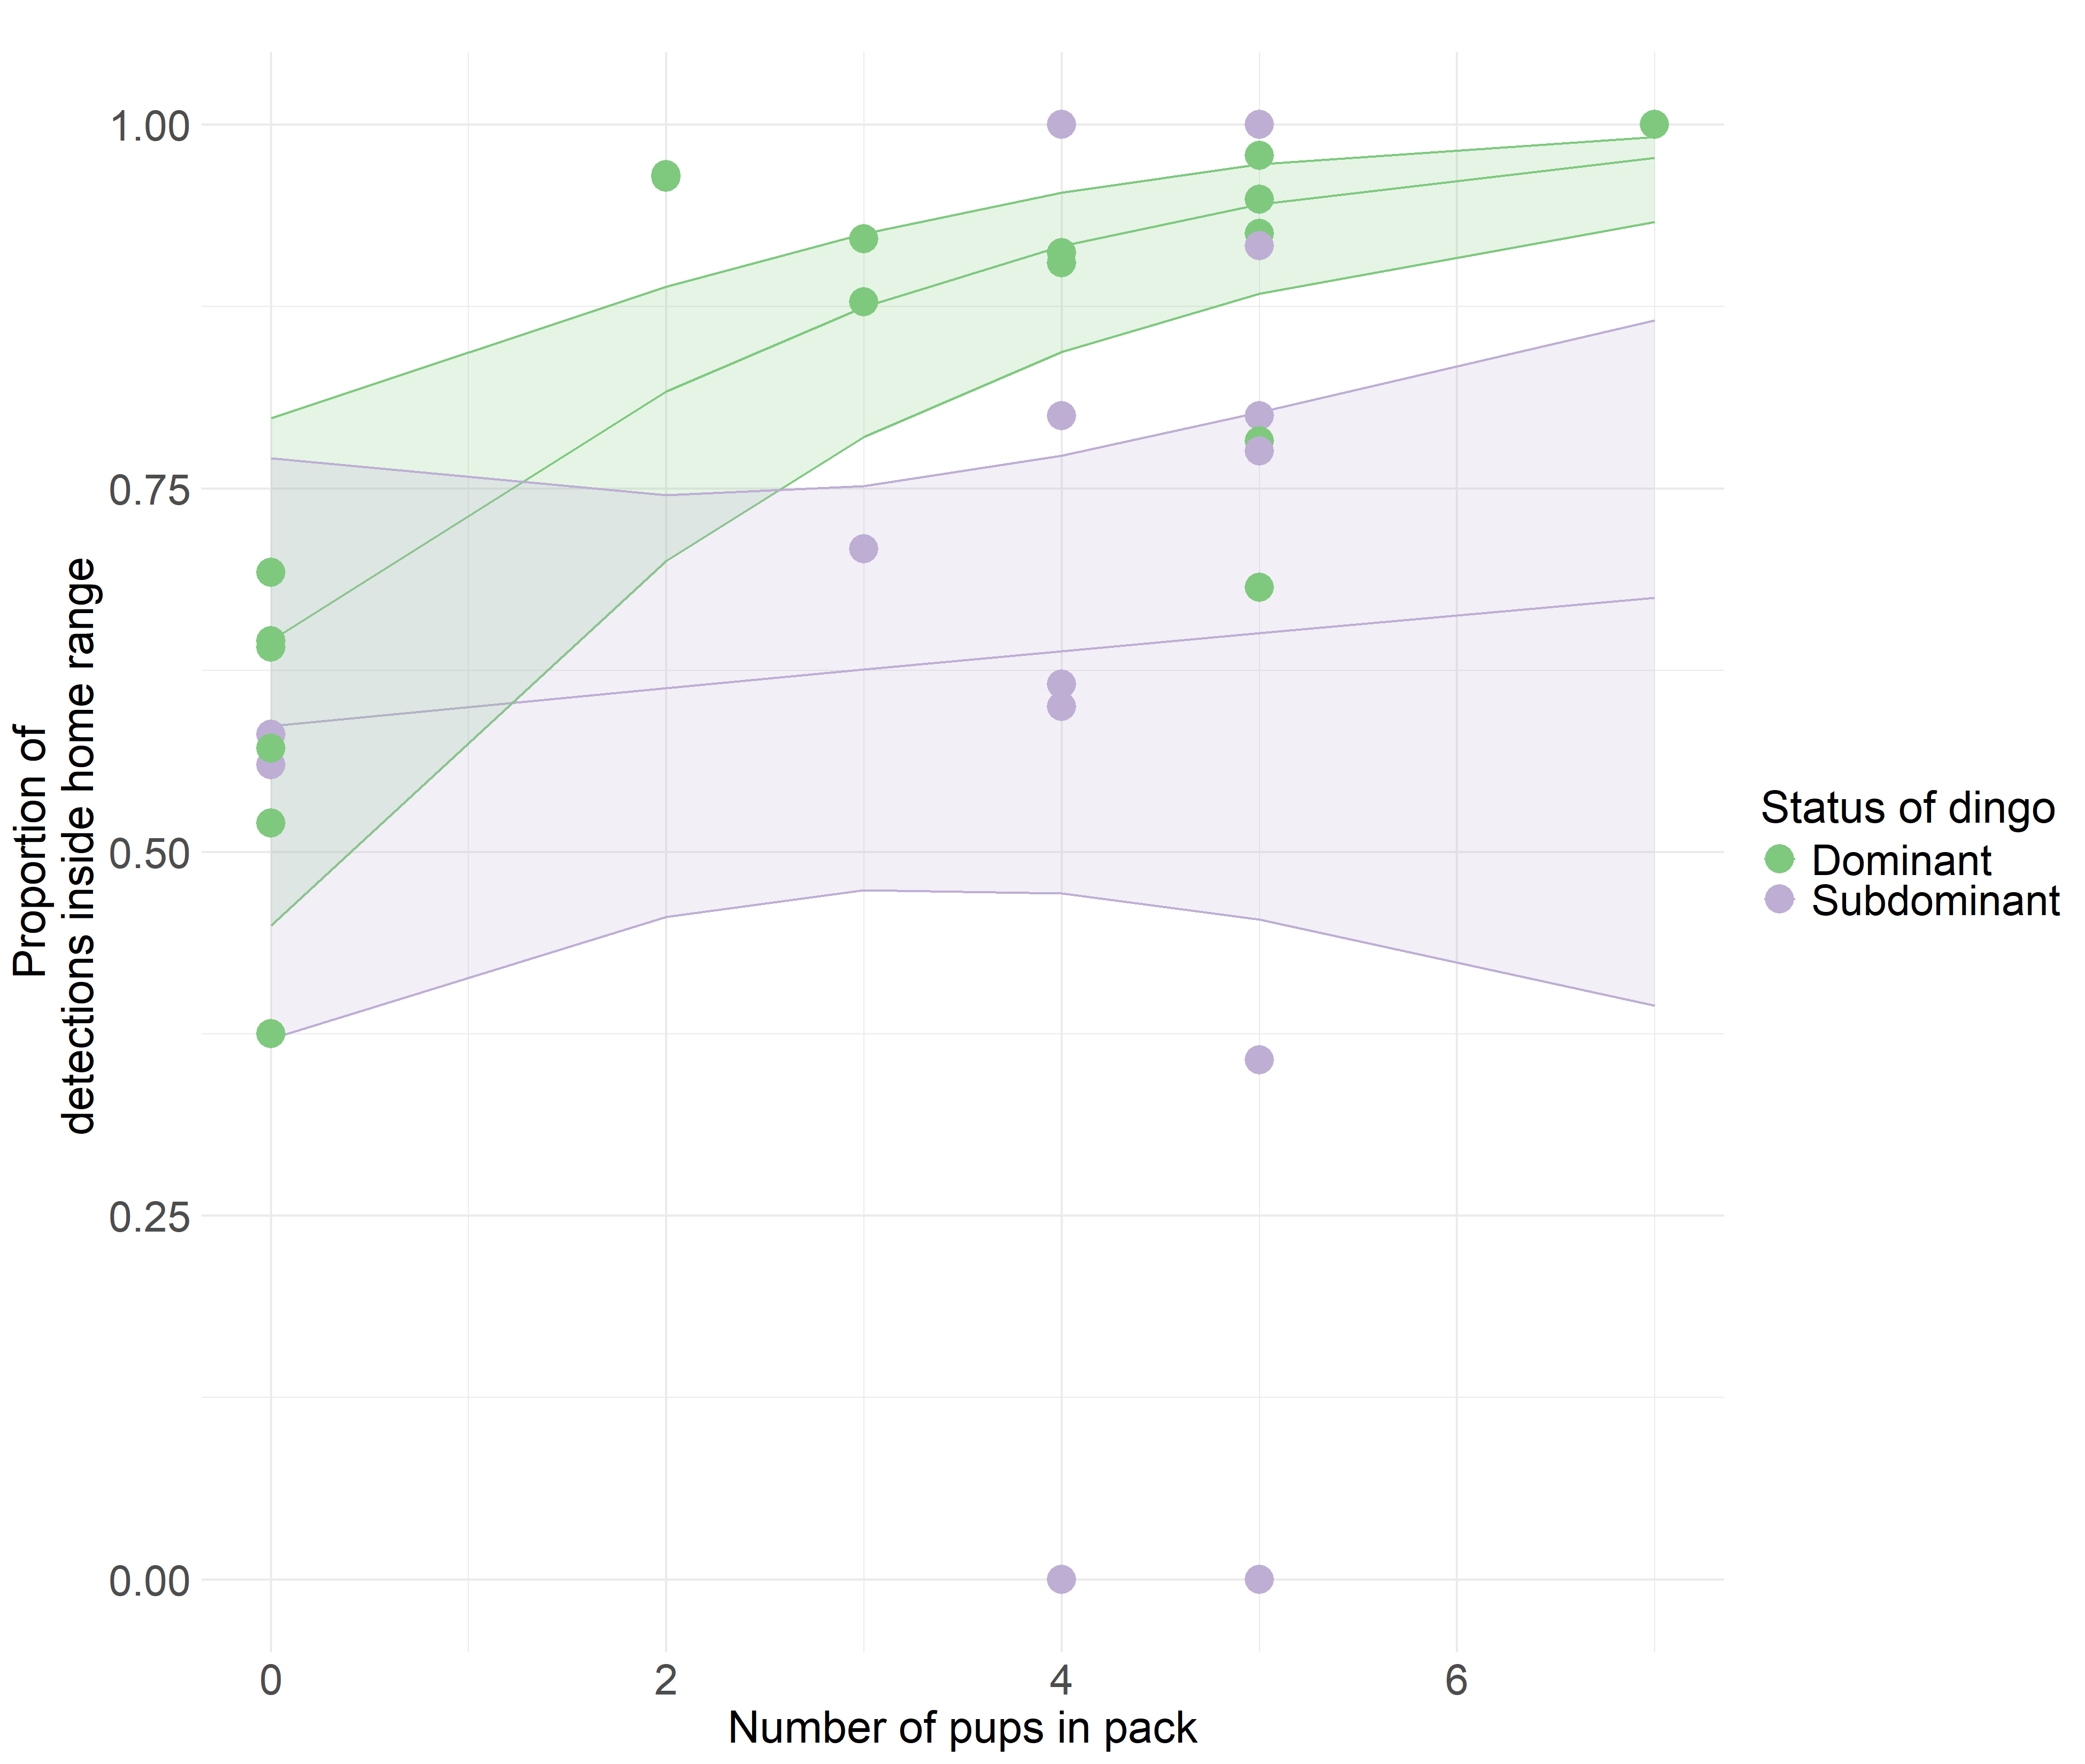 Proportion of
detections inside home range
1.00
0.75
0.50
0.25
0.00
0
2
4
6
Number of pups in pack
Status of dingo
Dominant
Subdominant